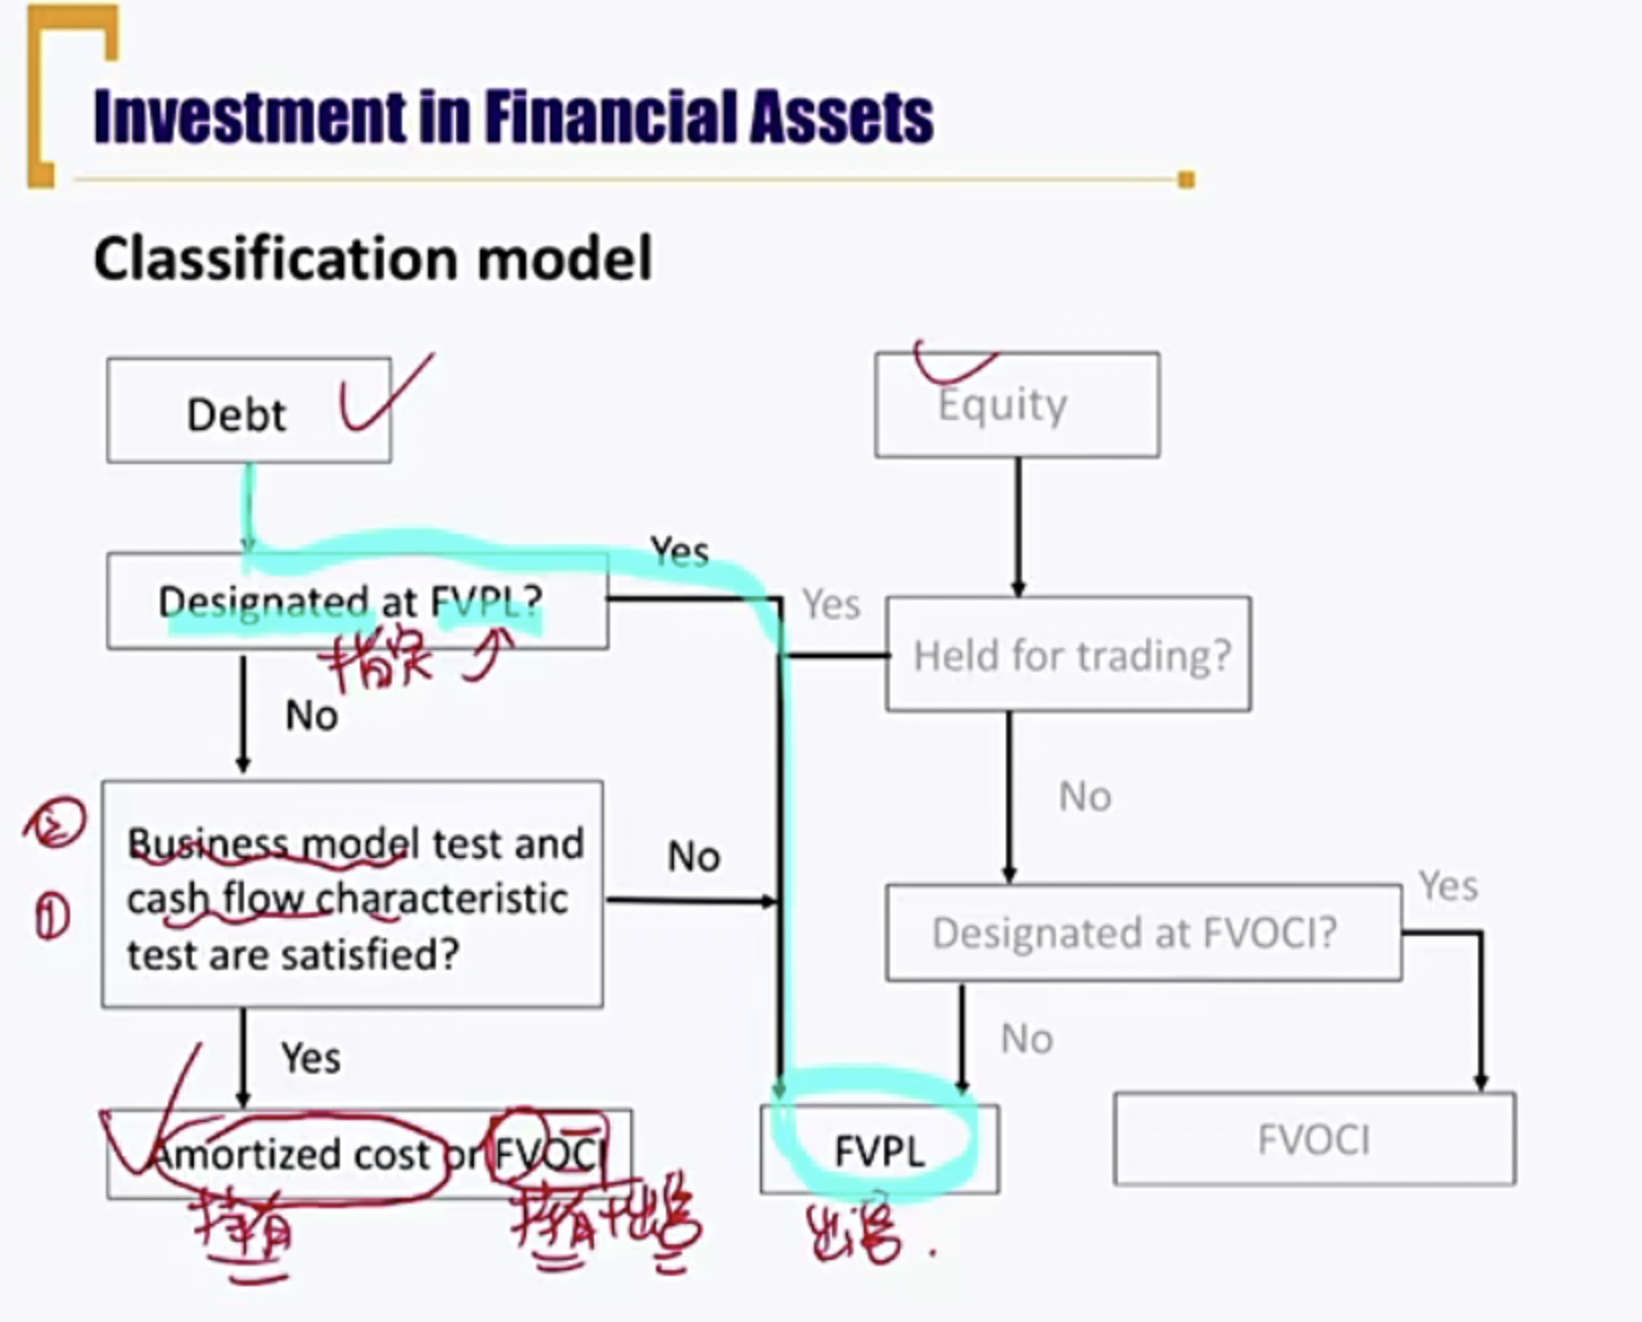 Investment in Financial Assets
Classification model
Debt
Equity
Yes
Designated at FVPL?
指定
Yes
Held for trading?
No
No
②
Business model test and
①
cash flow characteristic
test are satisfied?
No
Designated at FVOCI?
Yes
Yes
No
Amortized cost or FVOCI
FVPL
FVOCI
持有
持有+出售
出售.